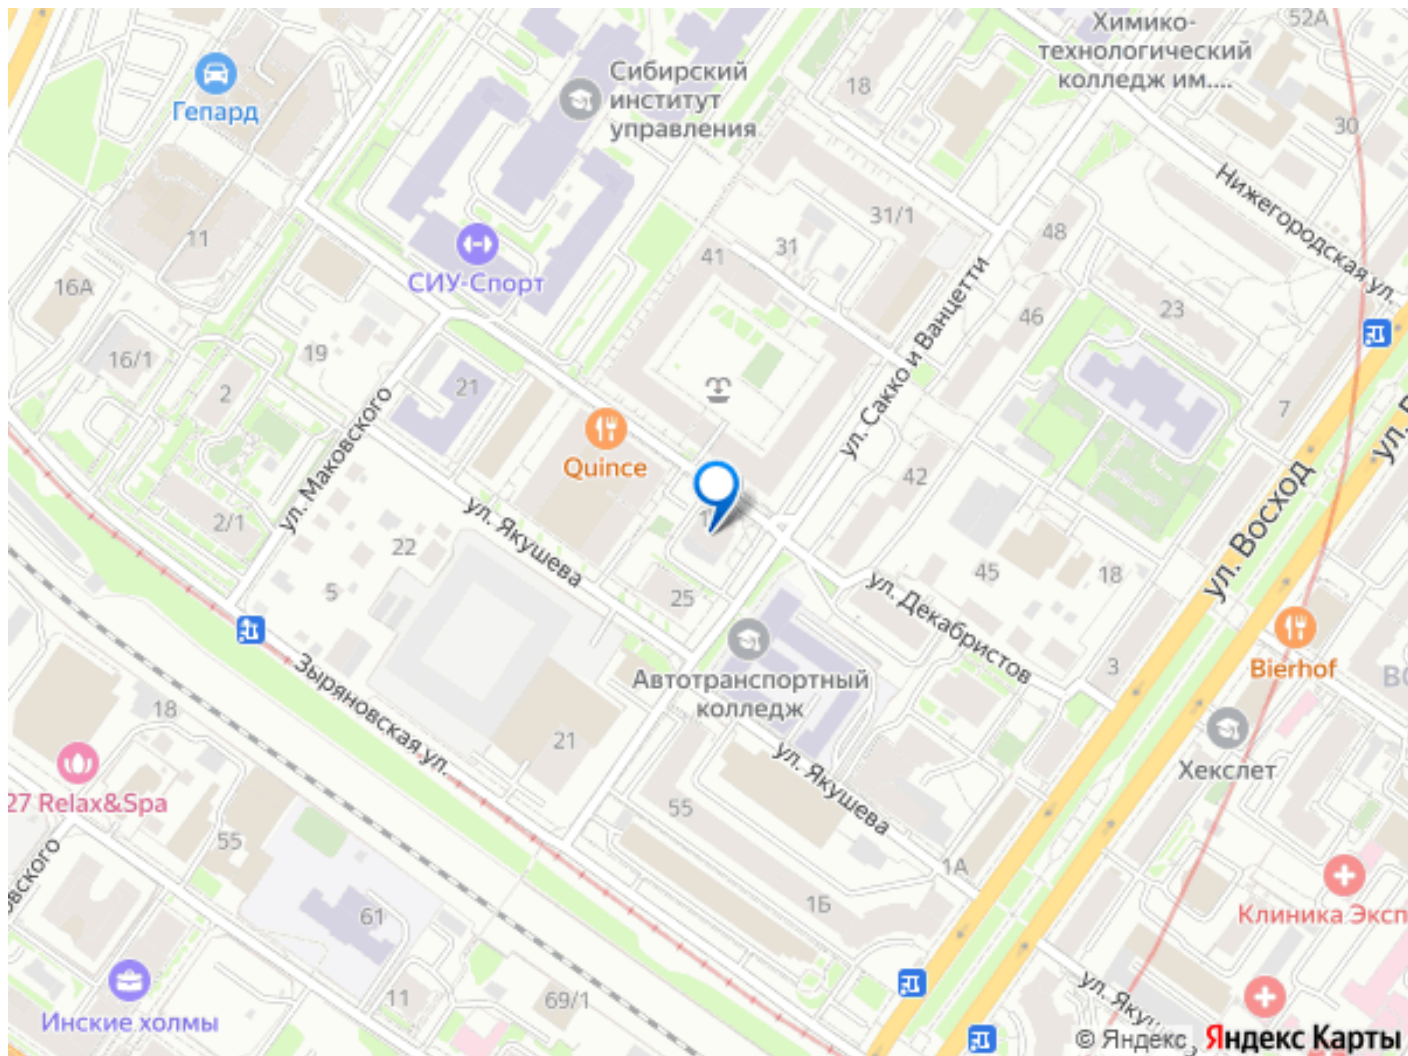 Химико-
технологический
колледж им....
52А
30
18
Сибирский
институт
управления
Гепард
Нижегородская ул.
11
31/1
31
41
48
СИУ-Спорт
16А
46
23
ул. Сакко и Ванцетти
16/1
19
2
21
7
ул. Маковского
Quince
42
ул. Восход
2/1
22
ул. Якушева
5
25
45
18
ул. Декабристов
3
Bierhof
Автотранспортный
колледж
Зыряновская ул.
18
21
Хекслет
27 Relax&Spa
55
ул. Якушева
55
1А
1Б
61
Клиника Эксп
11
69/1
Инские холмы
ул. Яку
© Яндекс
Яндекс Карты